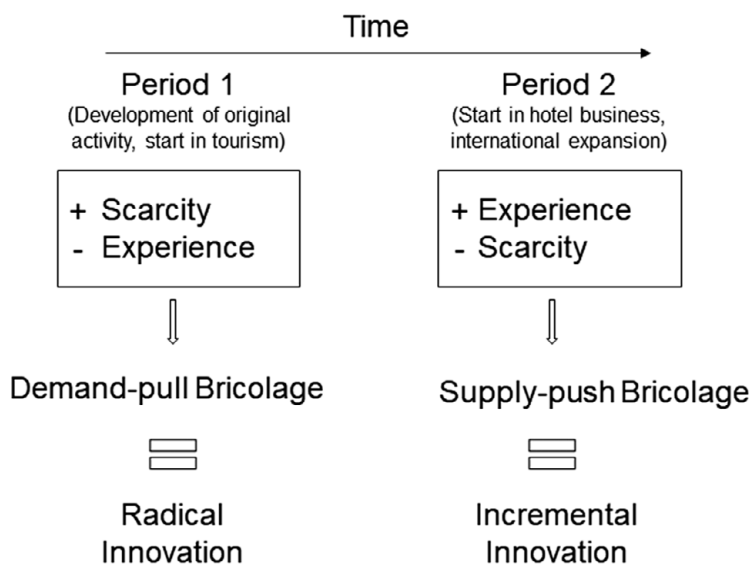 Time
Period 1
(Development of original
activity, start in tourism)
+ Scarcity
- Experience
Demand-pull Bricolage
Radical
Innovation
Period 2
(Start in hotel business,
international expansion)
+ Experience
- Scarcity
Supply-push Bricolage
Incremental
Innovation